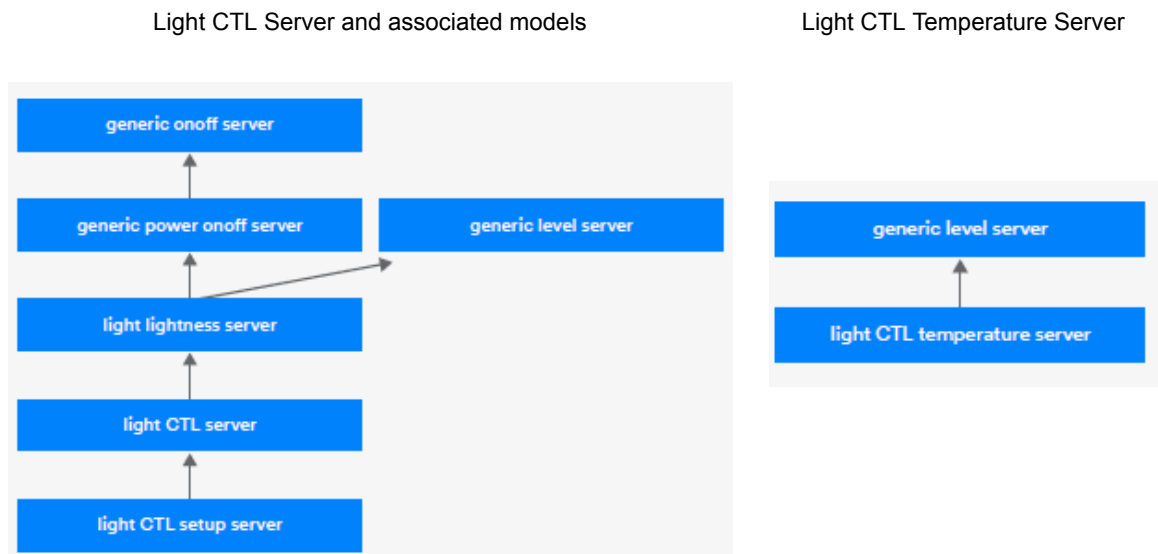 Light CTL Server and associated models
Light CTL Temperature Server
generic onoff server
generic power onoff server
generic level server
light lightness server
light CTL server
light CTL setup server
generic level server
light CTL temperature server